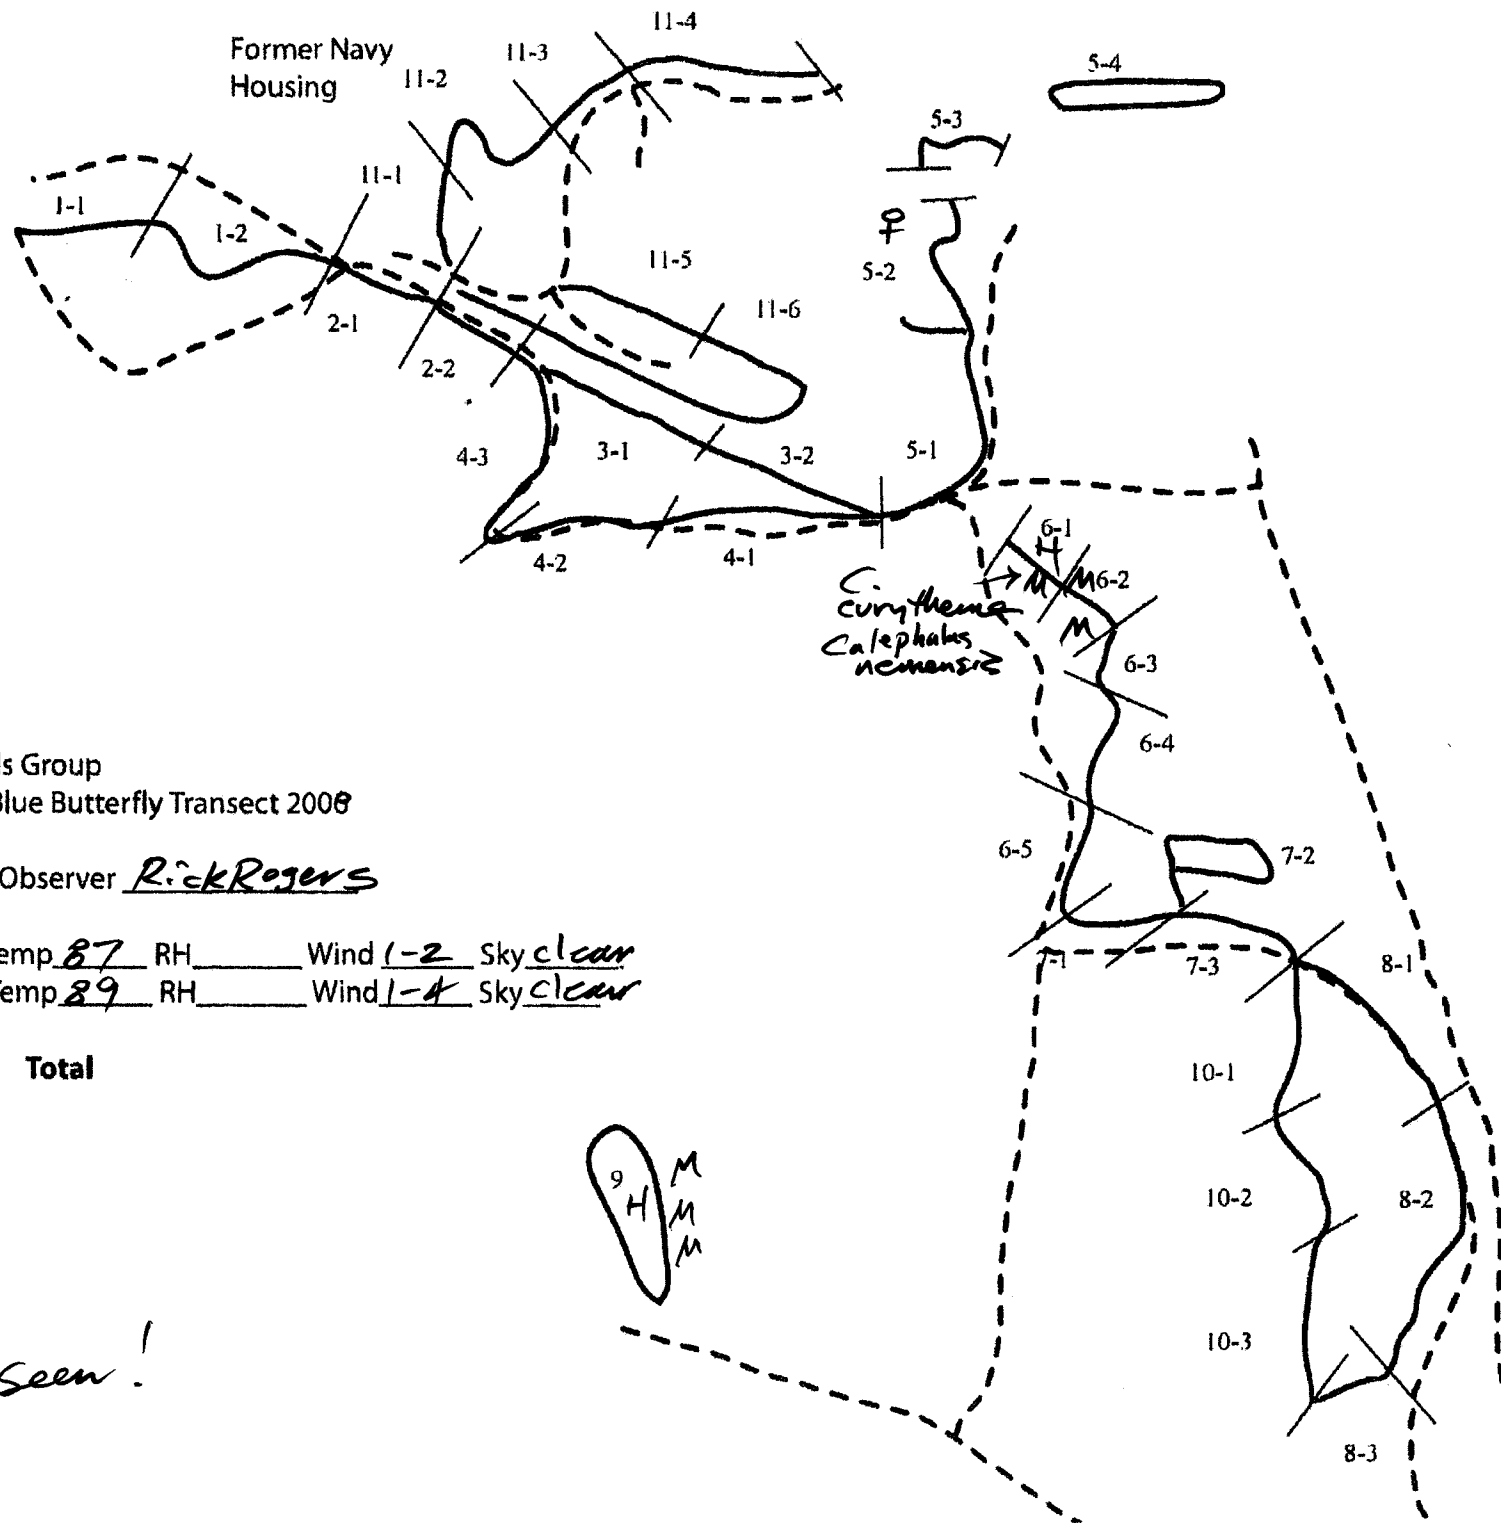 11-4
Former Navy
Housing
11-3
11-2
5-4
5-3
11-1
1-1
1-2
♀
5-2
11-5
11-6
2-1
2-2
4-3
3-1
3-2
5-1
4-2
4-1
6-1
H
→ M
M 6-2
M
C.
eurytheme
Calephalus
nemensis
6-3
6-4
ls Group
Blue Butterfly Transect 2008
6-5
7-2
Observer Rick Rogers
emp 87 RH Wind 1-2 Sky clear
Temp 89 RH Wind 1-4 Sky clear
7-1
7-3
8-1
Total
10-1
9
H
M
M
M
10-2
8-2
10-3
seen!
8-3